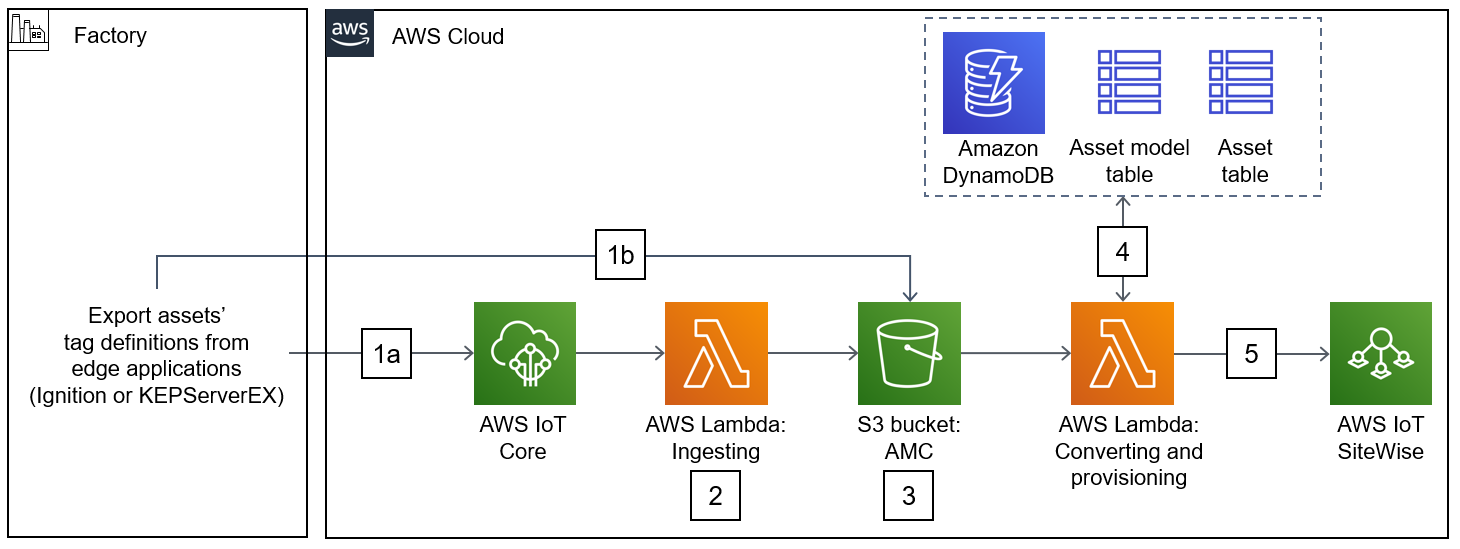 Factory
aws
AWS Cloud
Amazon
DynamoDB
Asset model
table
Asset
table
1b
4
Export assets’
tag definitions from
edge applications
(Ignition or KEPServerEX)
1a
5
AWS IoT
Core
AWS Lambda:
Ingesting
2
S3 bucket:
AMC
3
AWS Lambda:
Converting and
provisioning
AWS IoT
SiteWise